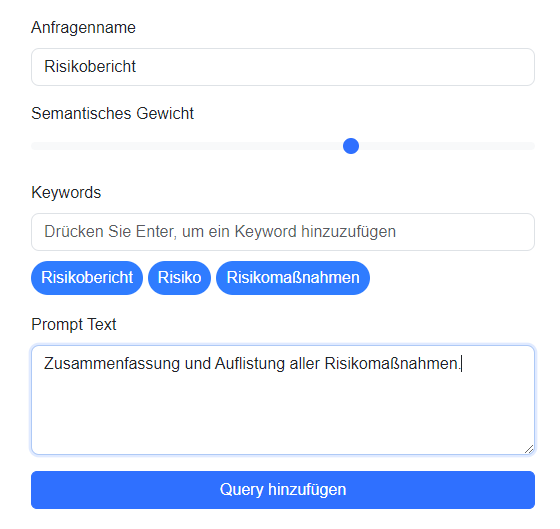 Anfragenname
Risikobericht
Semantisches Gewicht
Keywords
Drücken Sie Enter, um ein Keyword hinzuzufügen
Risikobericht Risiko Risikomaßnahmen
Prompt Text
Zusammenfassung und Auflistung aller Risikomaßnahmen.
Query hinzufügen